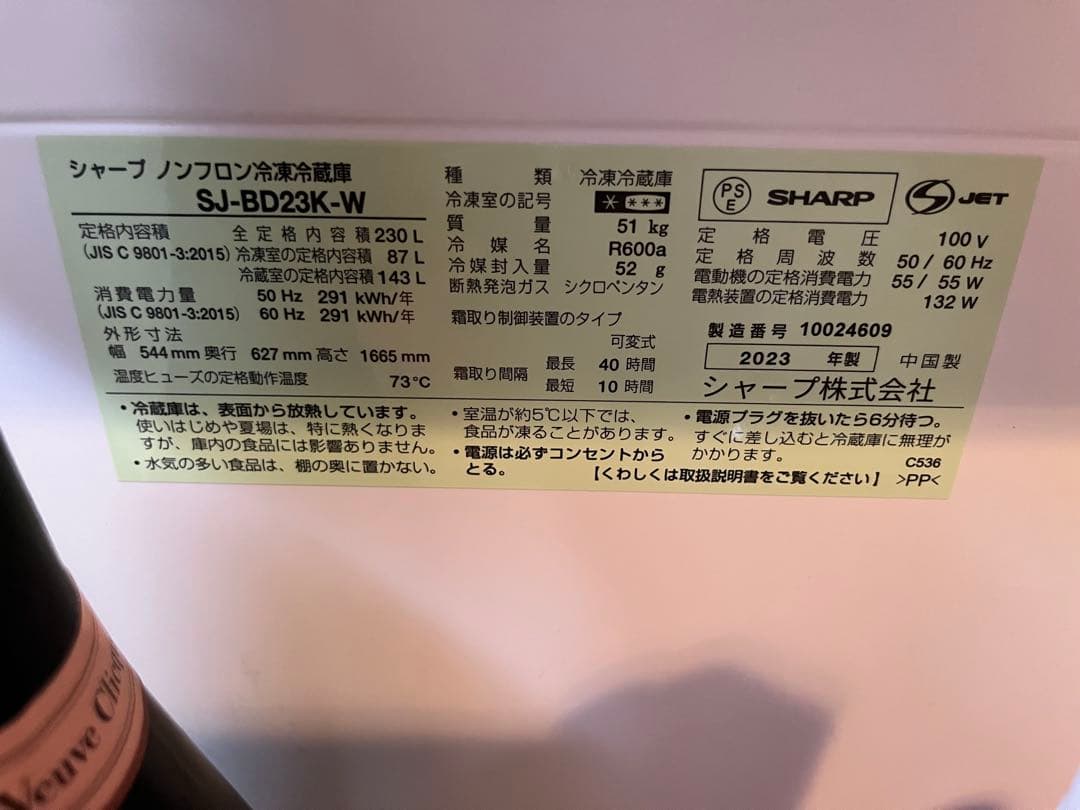 シャープ ノンフロン冷凍冷蔵庫
SJ-BD23K-W
定格内容積 全定格内容積 230 L
(JIS C 9801-3:2015) 冷凍室の定格内容積 87 L
冷蔵室の定格内容積 143 L
消費電力量 50 Hz 291 kWh/年
(JIS C 9801-3:2015) 60 Hz 291 kWh/年
外形寸法
幅 544 mm 奥行 627 mm 高さ 1665 mm
温度ヒューズの定格動作温度 73℃
種類 冷凍冷蔵庫
冷凍室の記号 * ***
質量 51 kg
冷媒名 R600a
冷媒封入量 52 g
断熱発泡ガス シクロペンタン
霜取り制御装置のタイプ
可変式
霜取り間隔 最長 40 時間
最短 10 時間
PSE SHARP S JET
定格電圧 100 V
定格周波数 50 / 60 Hz
電動機の定格消費電力 55 / 55 W
電熱装置の定格消費電力 132 W
製造番号 10024609
2023 年製 中国製
シャープ株式会社
・冷蔵庫は、表面から放熱しています。
使いはじめや夏場は、特に熱くなりま
すが、庫内の食品には影響ありません。
・水気の多い食品は、棚の奥に置かない。
・室温が約5℃以下では、
食品が凍ることがあります。
・電源は必ずコンセントから
とる。
・電源プラグを抜いたら6分待つ。
すぐに差し込むと冷蔵庫に無理が
かかります。
C536
【くわしくは取扱説明書をご覧ください】 >PP<
Veuve Clicq